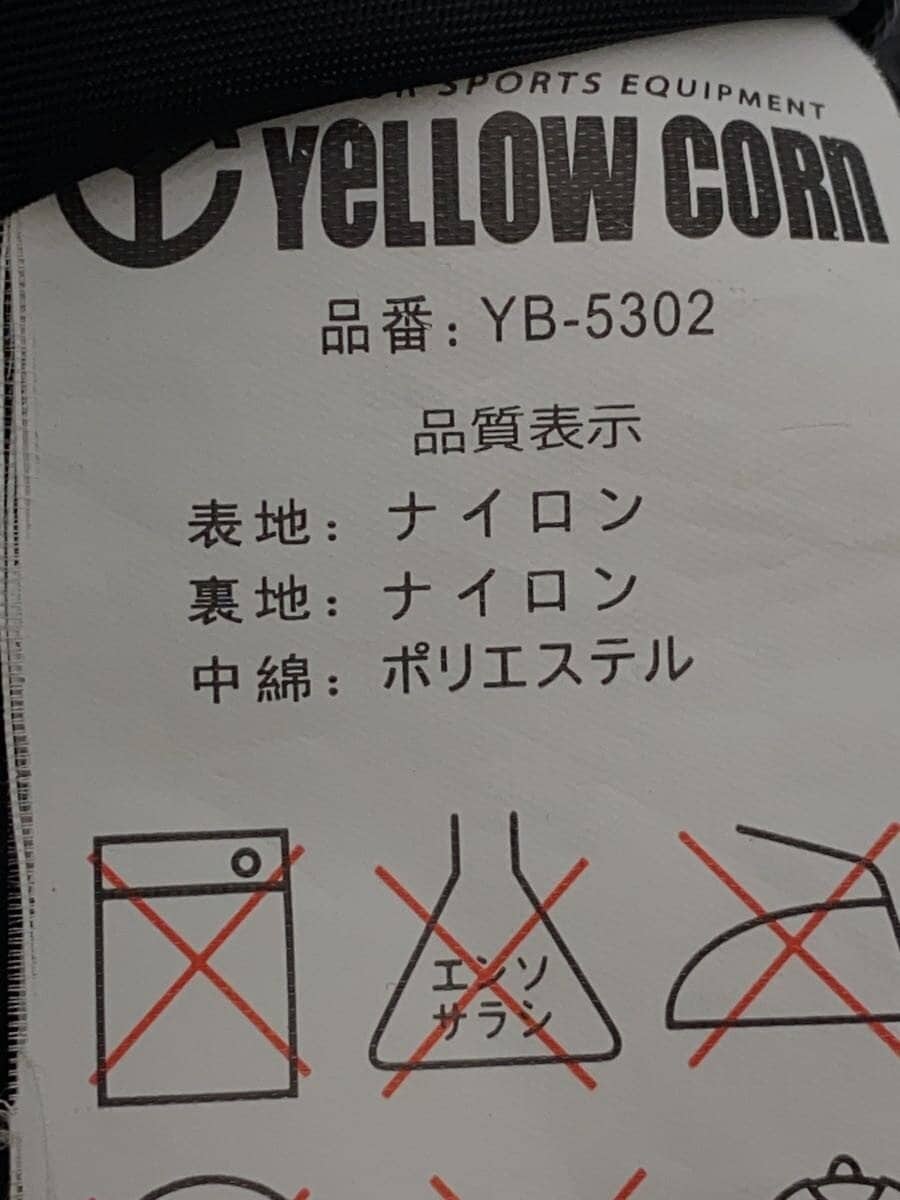 SPORTS EQUIPMENT
YeLLOW CORn
品番: YB-5302
品質表示
表地: ナイロン
裏地: ナイロン
中綿: ポリエステル
エンソ
サラシ